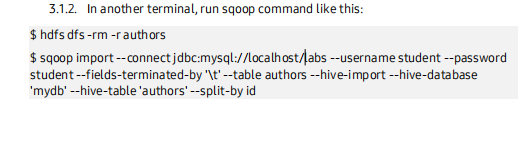 3.1.2. In another terminal, run sqoop command like this:
$ hdfs dfs -rm -r authors
$ sqoop import --connect jdbc:mysql://localhost/labs --username student --password
student --fields-terminated-by '\t' --table authors --hive-import --hive-database
'mydb' --hive-table 'authors' --split-by id